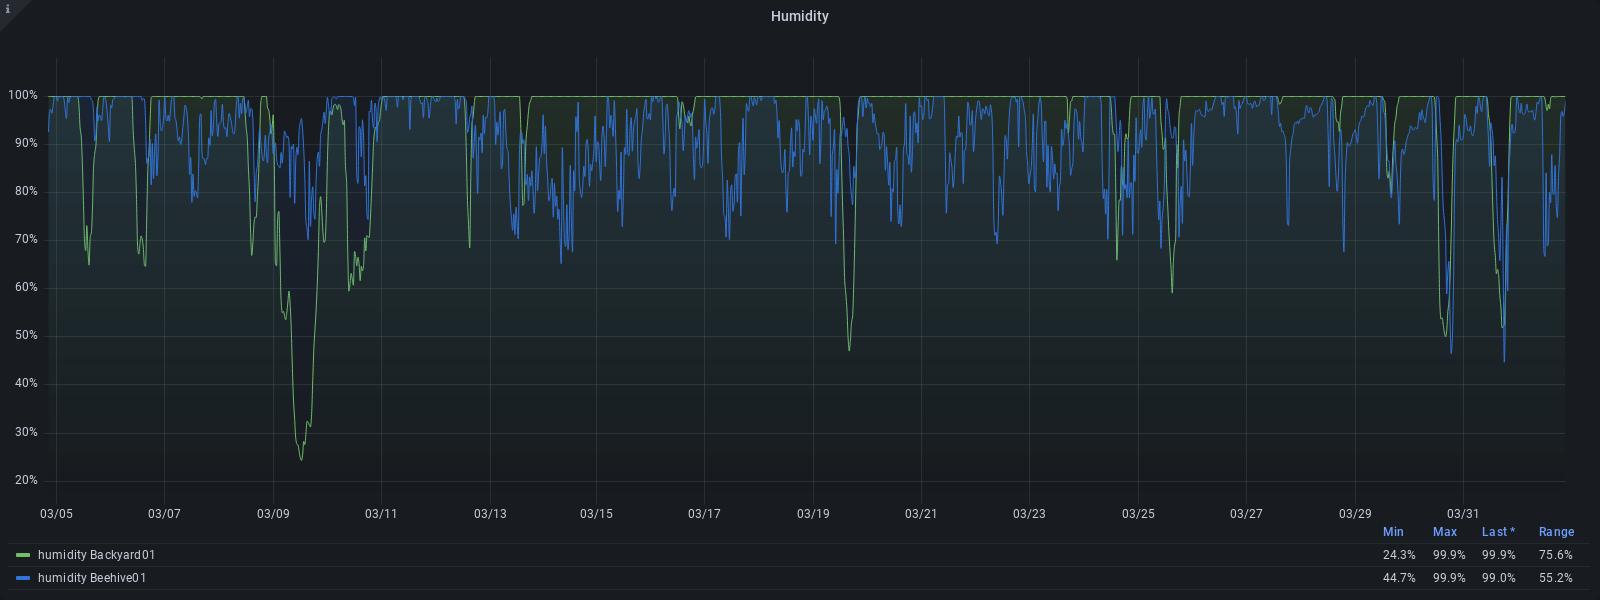 i
Humidity
100%
90%
80%
70%
60%
50%
40%
30%
20%
03/05 03/07 03/09 03/11 03/13 03/15 03/17 03/19 03/21 03/23 03/25 03/27 03/29 03/31
Min Max Last * Range
humidity Backyard01 24.3% 99.9% 99.9% 75.6%
humidity Beehive01 44.7% 99.9% 99.0% 55.2%